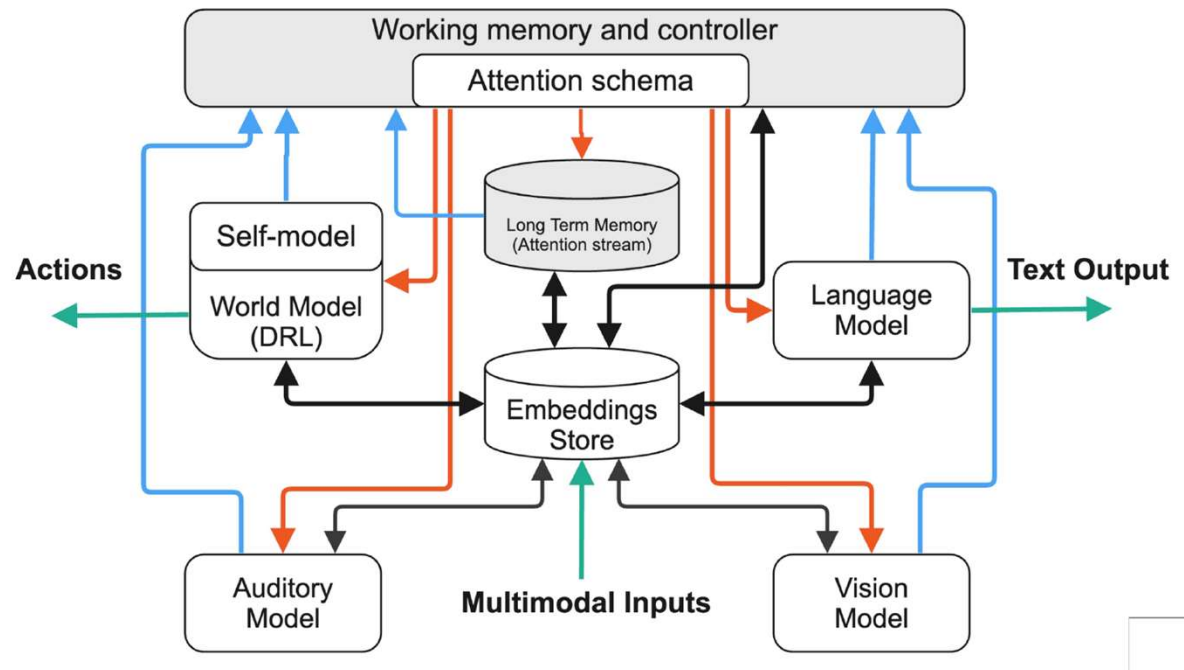 Working memory and controller
Attention schema
Long Term Memory
(Attention stream)
Self-model
Actions
World Model
(DRL)
Language
Model
Text Output
Embeddings
Store
Auditory
Model
Multimodal Inputs
Vision
Model